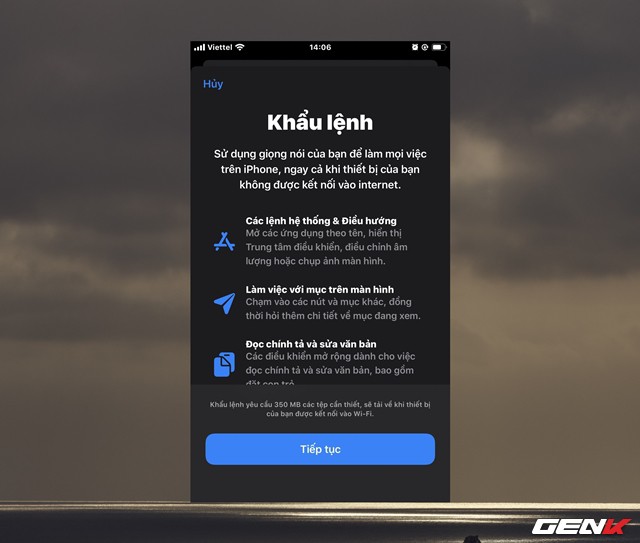 Viettel 14:06
Hủy
Khẩu lệnh
Sử dụng giọng nói của bạn để làm mọi việc
trên iPhone, ngay cả khi thiết bị của bạn
không được kết nối vào internet.
Các lệnh hệ thống & Điều hướng
Mở các ứng dụng theo tên, hiển thị
Trung tâm điều khiển, điều chỉnh âm
lượng hoặc chụp ảnh màn hình.
Làm việc với mục trên màn hình
Chạm vào các nút và mục khác, đồng
thời hỏi thêm chi tiết về mục đang xem.
Đọc chính tả và sửa văn bản
Các điều khiển mở rộng dành cho việc
đọc chính tả và sửa văn bản, bao gồm
đặt con trỏ
Khẩu lệnh yêu cầu 350 MB các tệp cần thiết, sẽ tải về khi thiết bị
của bạn được kết nối vào Wi-Fi.
Tiếp tục
GENK